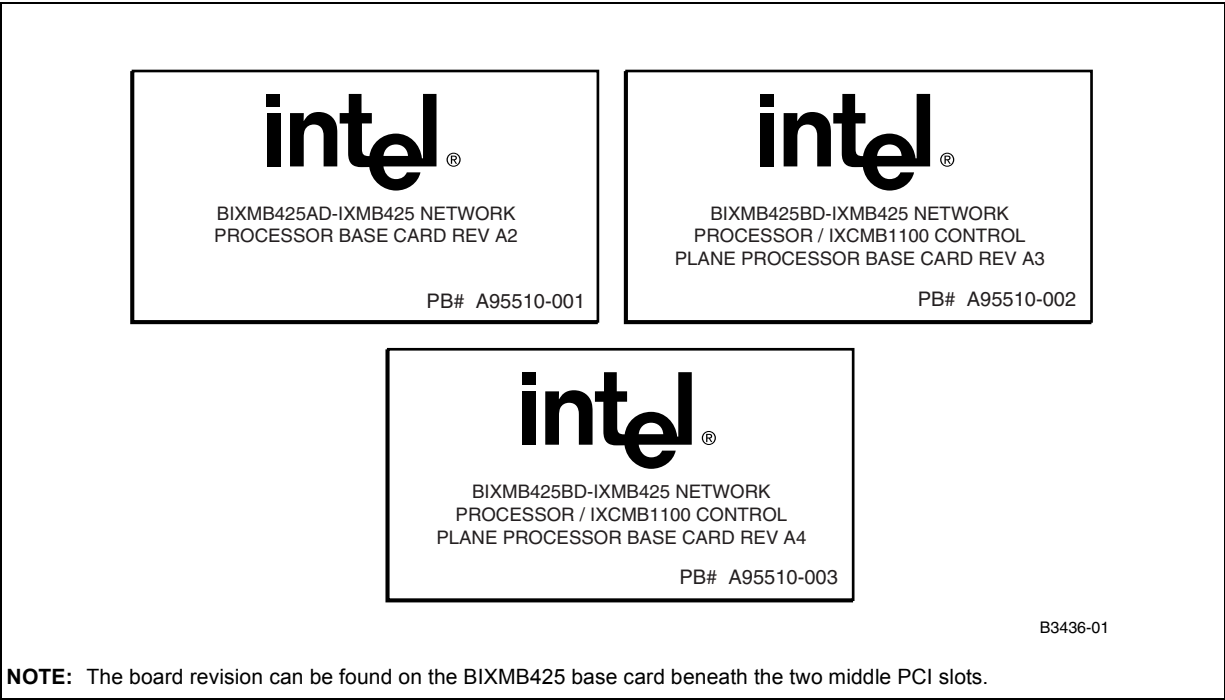 intel®
BIXMB425AD-IXMB425 NETWORK
PROCESSOR BASE CARD REV A2
PB# A95510-001
intel®
BIXMB425BD-IXMB425 NETWORK
PROCESSOR / IXCMB1100 CONTROL
PLANE PROCESSOR BASE CARD REV A3
PB# A95510-002
intel®
BIXMB425BD-IXMB425 NETWORK
PROCESSOR / IXCMB1100 CONTROL
PLANE PROCESSOR BASE CARD REV A4
PB# A95510-003
B3436-01
NOTE: The board revision can be found on the BIXMB425 base card beneath the two middle PCI slots.